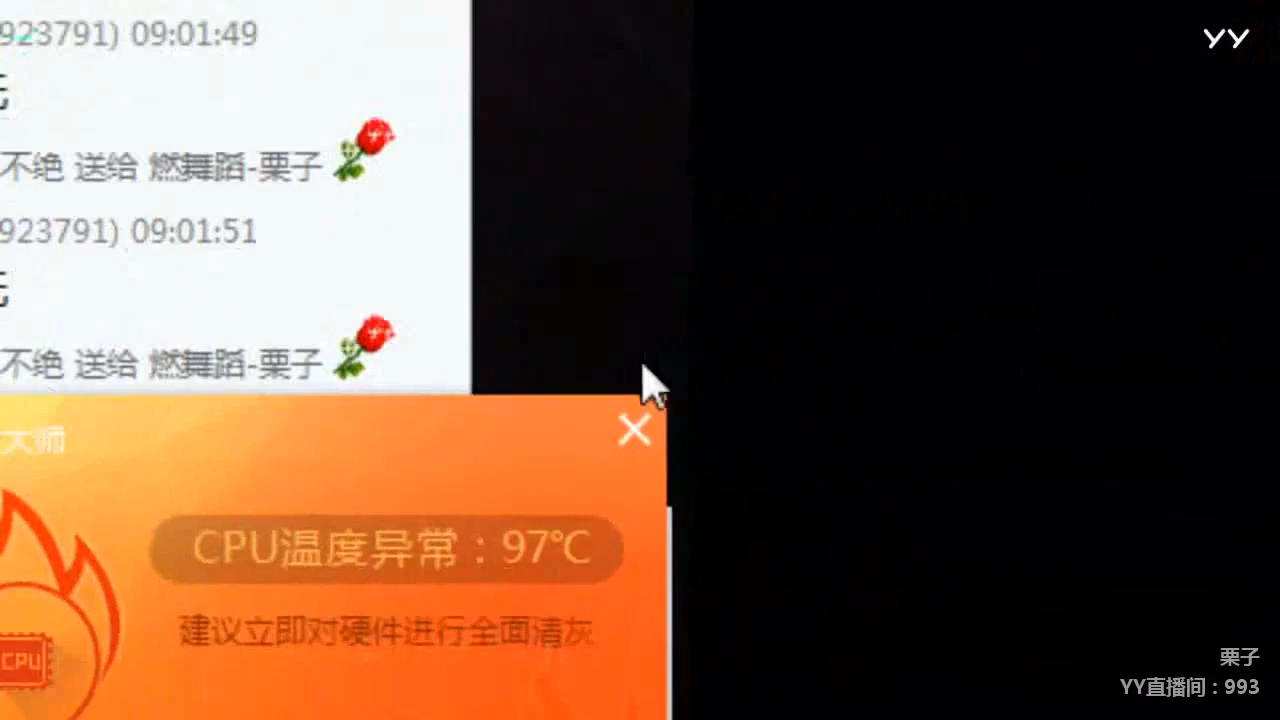 923791) 09:01:49
YY
不绝 送给 燃舞蹈-栗子
923791) 09:01:51
不绝 送给 燃舞蹈-栗子
大师
CPU温度异常：97℃
建议立即对硬件进行全面清灰
CPU
栗子
YY直播间：993